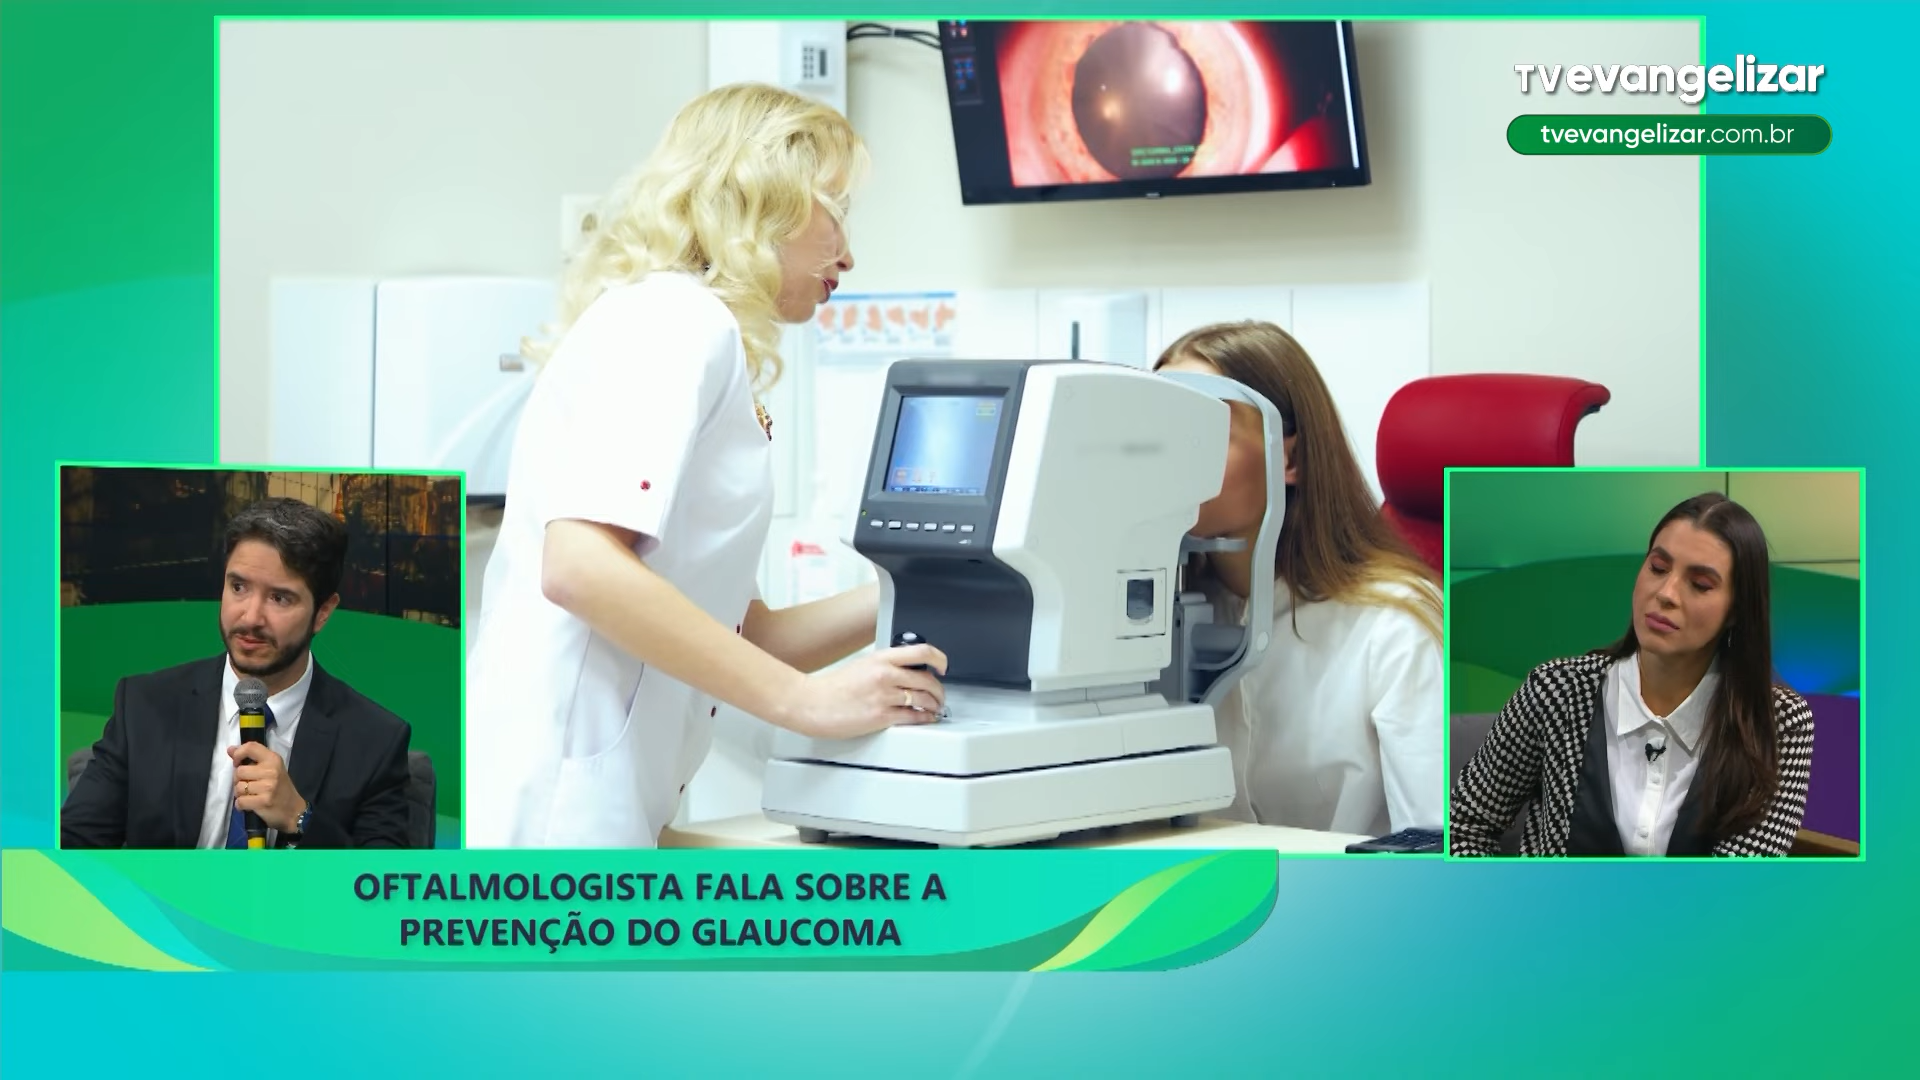 TVevangelizar
tvevangelizar.com.br
OFTALMOLOGISTA FALA SOBRE A
PREVENÇÃO DO GLAUCOMA